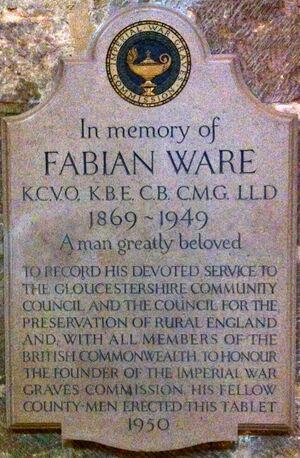 IMPERIAL WAR GRAVES
COMMISSION
In memory of
FABIAN WARE
K.C.V.O, K.B.E, C.B, C.M.G, LL.D
1869~1949
A man greatly beloved
TO RECORD HIS DEVOTED SERVICE TO
THE GLOUCESTERSHIRE COMMUNITY
COUNCIL AND THE COUNCIL FOR THE
PRESERVATION OF RURAL ENGLAND
AND, WITH ALL MEMBERS OF THE
BRITISH COMMONWEALTH, TO HONOUR
THE FOUNDER OF THE IMPERIAL WAR
GRAVES COMMISSION, HIS FELLOW
COUNTY-MEN ERECTED THIS TABLET
1950